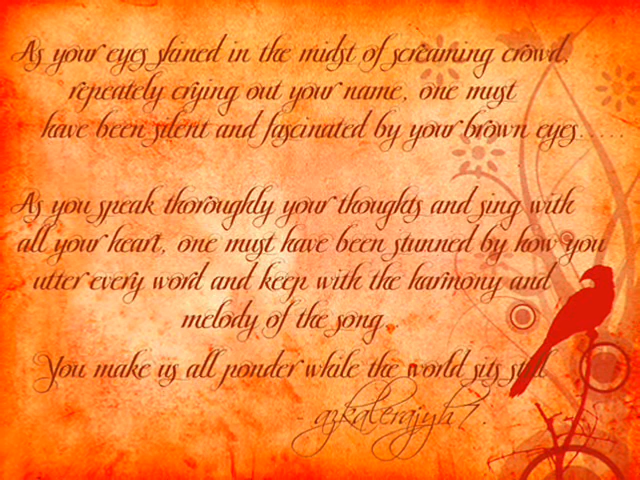 As your eyes shined in the midst of screaming crowd,
repeately crying out your name, one must
have been silent and fascinated by your brown eyes.....
As you speak thoroughly your thoughts and sing with
all your heart, one must have been stunned by how you
utter every word and keep with the harmony and
melody of the song.
You make us all ponder while the world sits still
- azkalerajyh7.